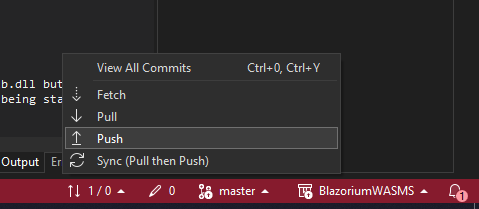 View All Commits Ctrl+0, Ctrl+Y
b.dll but
Fetch
being sta
Pull
Push
Output
Sync (Pull then Push)
1 / 0
0
master
BlazoriumWASMS
1